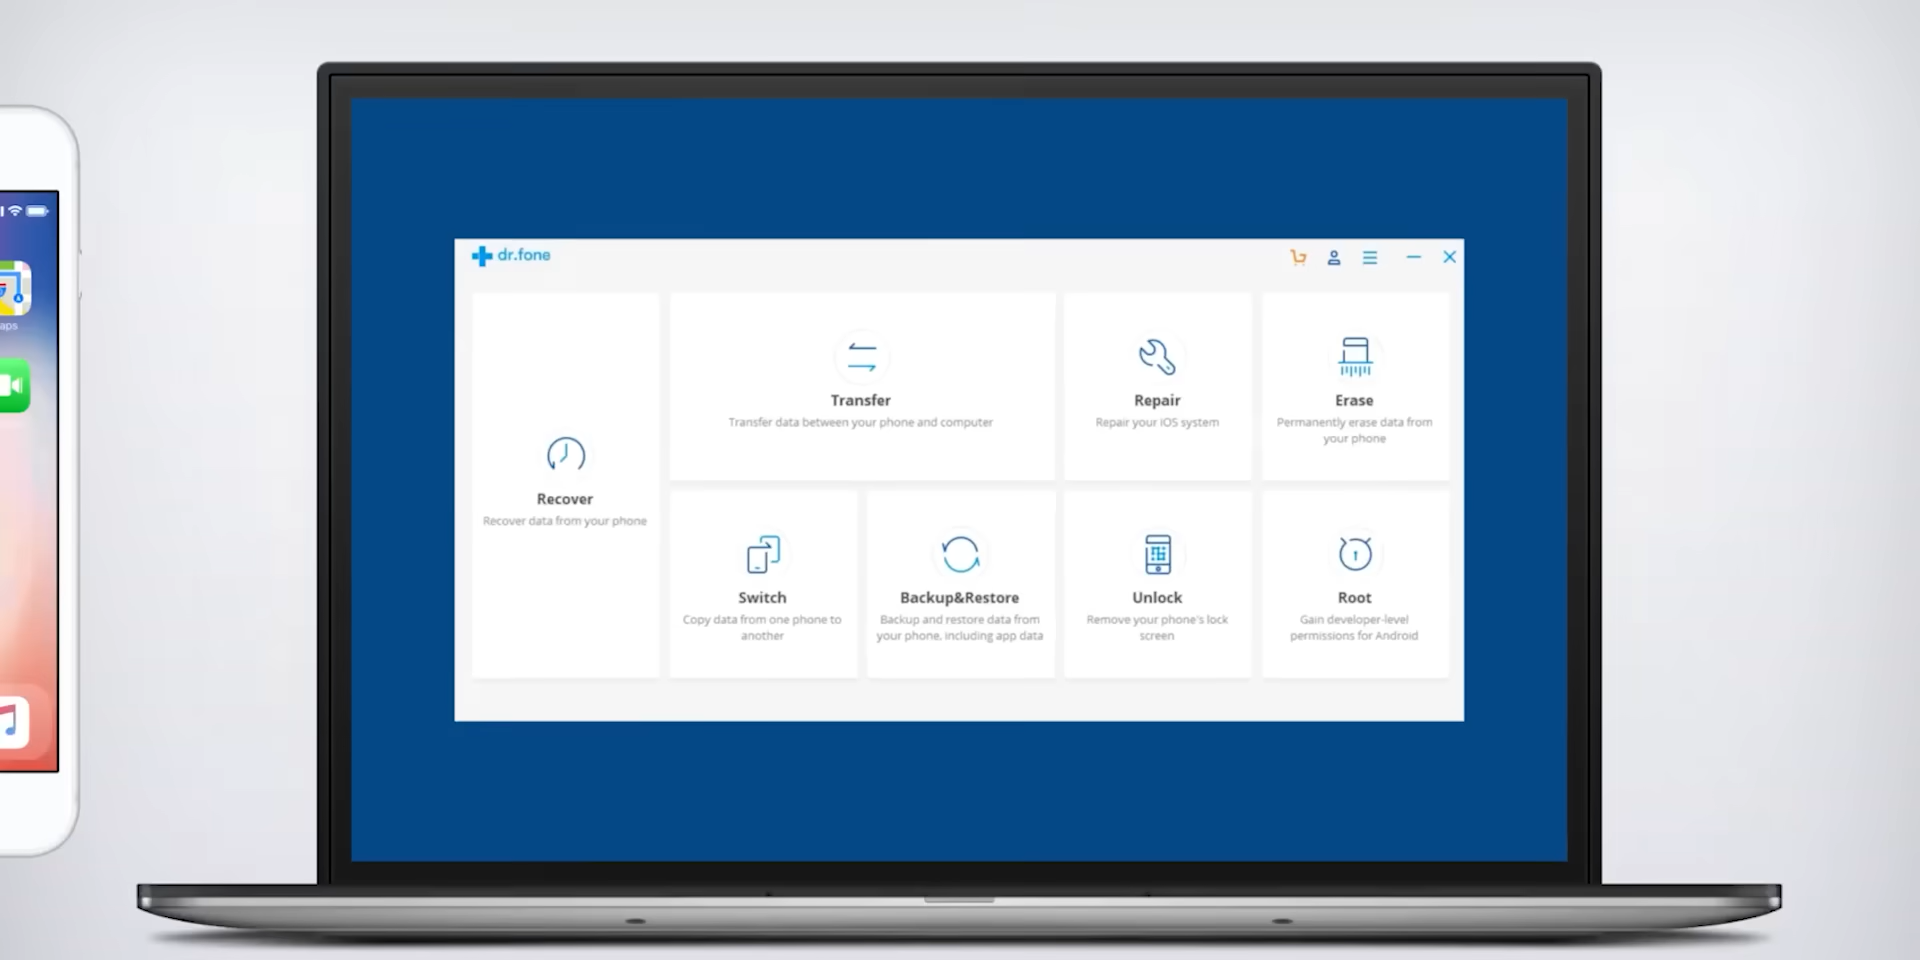 dr.fone
aps
Recover
Recover data from your phone
Transfer
Transfer data between your phone and computer
Repair
Repair your iOS system
Erase
Permanently erase data from
your phone
Switch
Copy data from one phone to
another
Backup&Restore
Backup and restore data from
your phone, including app data
Unlock
Remove your phone's lock
screen
Root
Gain developer-level
permissions for Android